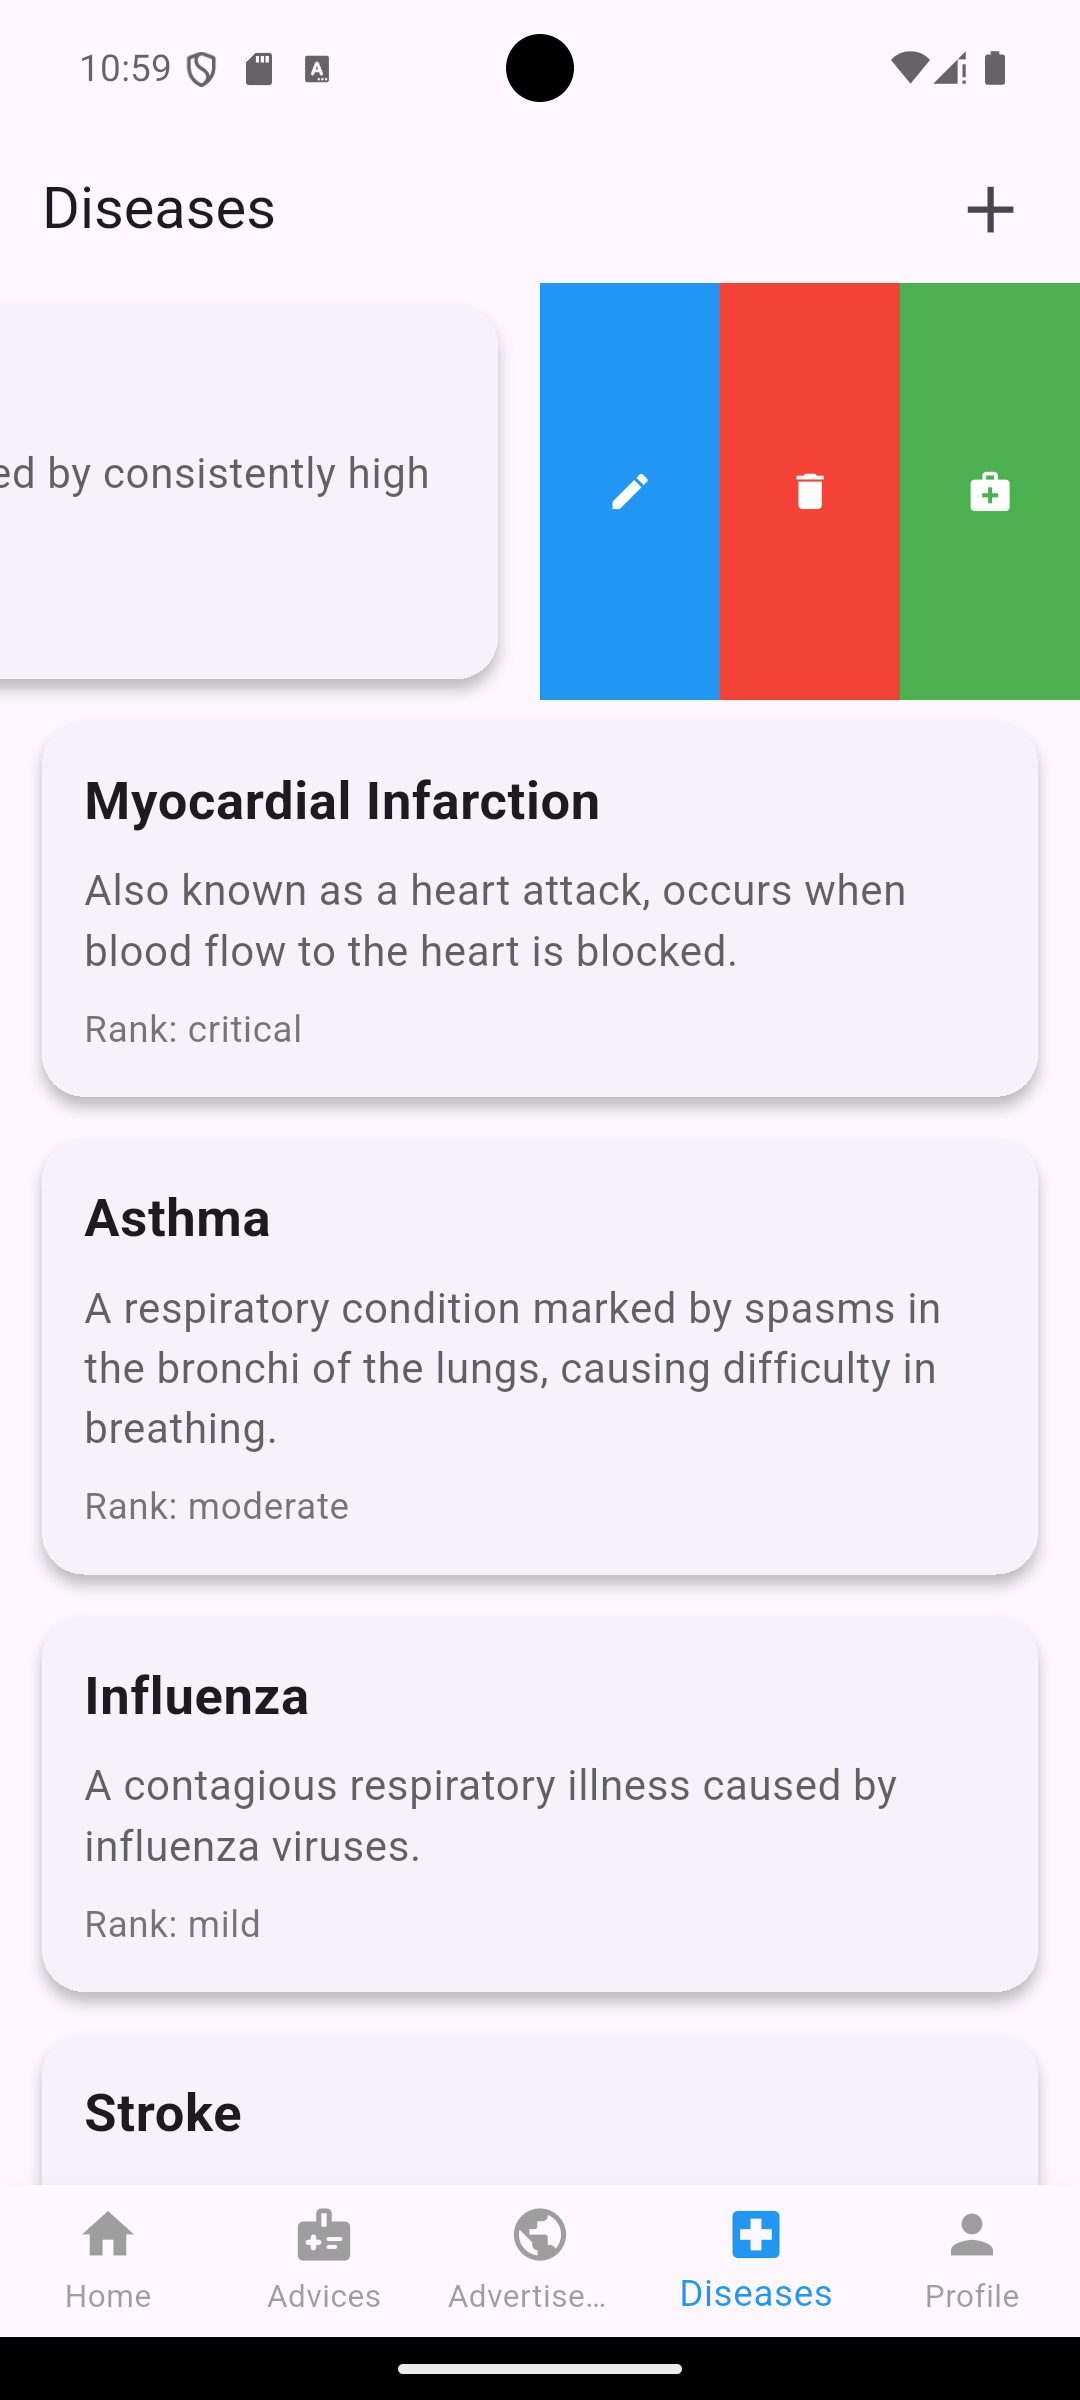 10:59
Diseases
by consistently high
Myocardial Infarction
Also known as a heart attack, occurs when
blood flow to the heart is blocked.
Rank: critical
Asthma
A respiratory condition marked by spasms in
the bronchi of the lungs, causing difficulty in
breathing.
Rank: moderate
Influenza
A contagious respiratory illness caused by
influenza viruses.
Rank: mild
Stroke
Home
Advices
Advertise...
Diseases
Profile